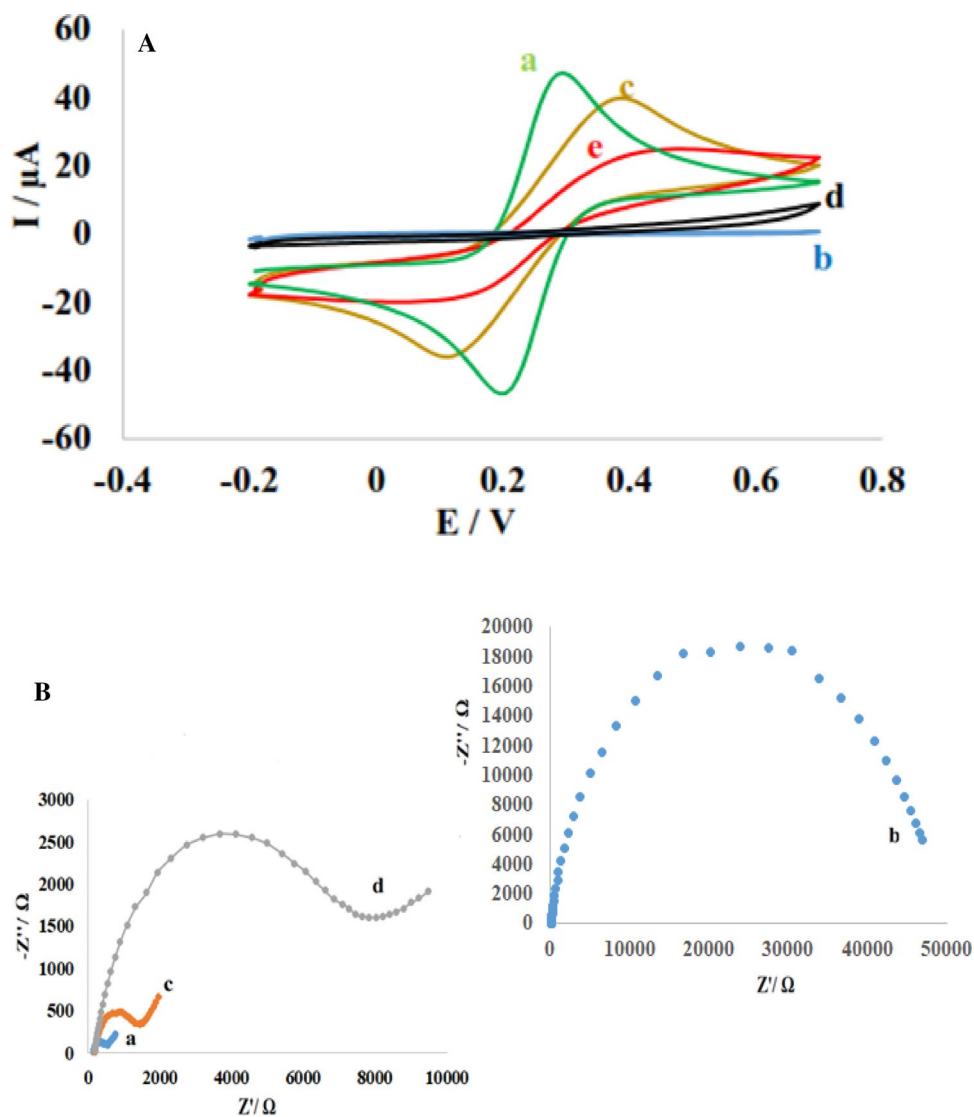 A
I / µA
60
40
20
0
-20
-40
-60
a
c
e
d
b
-0.4
-0.2
0
0.2
0.4
0.6
0.8
E / V
B
-Z''/ Ω
3000
2500
2000
1500
1000
500
0
d
c
a
0
2000
4000
6000
8000
10000
Z'/ Ω
-Z''/ Ω
20000
18000
16000
14000
12000
10000
8000
6000
4000
2000
0
b
0
10000
20000
30000
40000
50000
Z'/ Ω